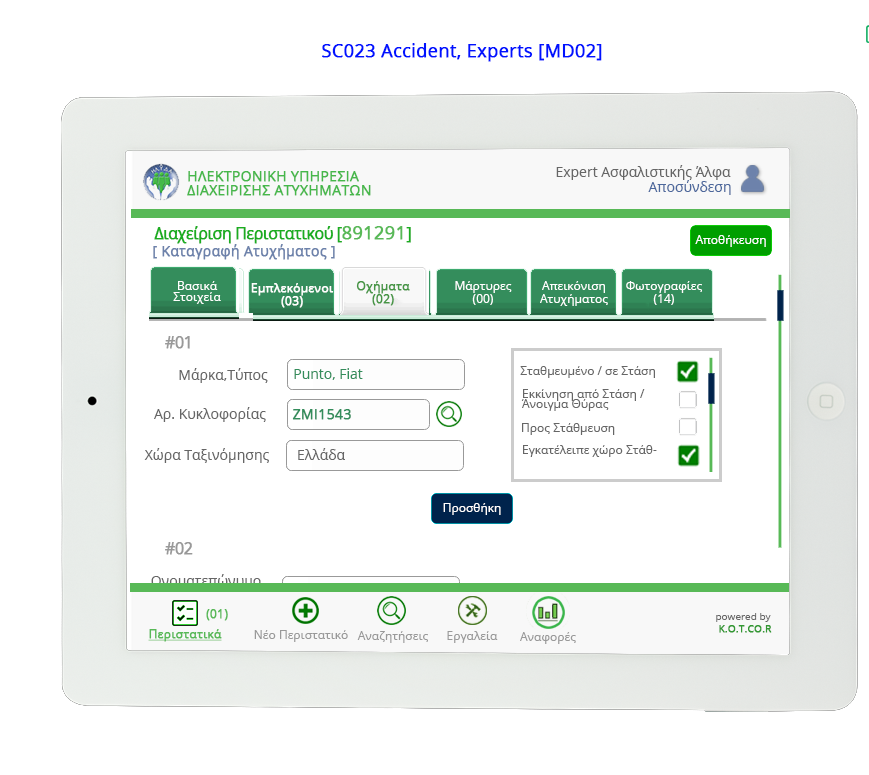 SC023 Accident, Experts [MD02]
ΗΛΕΚΤΡΟΝΙΚΗ ΥΠΗΡΕΣΙΑ
ΔΙΑΧΕΙΡΙΣΗΣ ΑΤΥΧΗΜΑΤΩΝ
Expert Ασφαλιστικής Άλφα
Αποσύνδεση
Διαχείριση Περιστατικού [891291]
[ Καταγραφή Ατυχήματος ]
Αποθήκευση
Βασικά
Στοιχεία
Εμπλεκόμενοι
(03)
Οχήματα
(02)
Μάρτυρες
(00)
Απεικόνιση
Ατυχήματος
Φωτογραφίες
(14)
#01
Μάρκα,Τύπος
Punto, Fiat
Αρ. Κυκλοφορίας
ZMI1543
Χώρα Ταξινόμησης
Ελλάδα
Σταθμευμένο / σε Στάση
Εκκίνηση από Στάση /
Άνοιγμα Θύρας
Προς Στάθμευση
Εγκατέλειπε χώρο Στάθ-
Προσθήκη
#02
Ονοματεπώνυμο
(01)
Περιστατικά
Νέο Περιστατικό
Αναζητήσεις
Εργαλεία
Αναφορές
powered by
K.O.T.CO.R